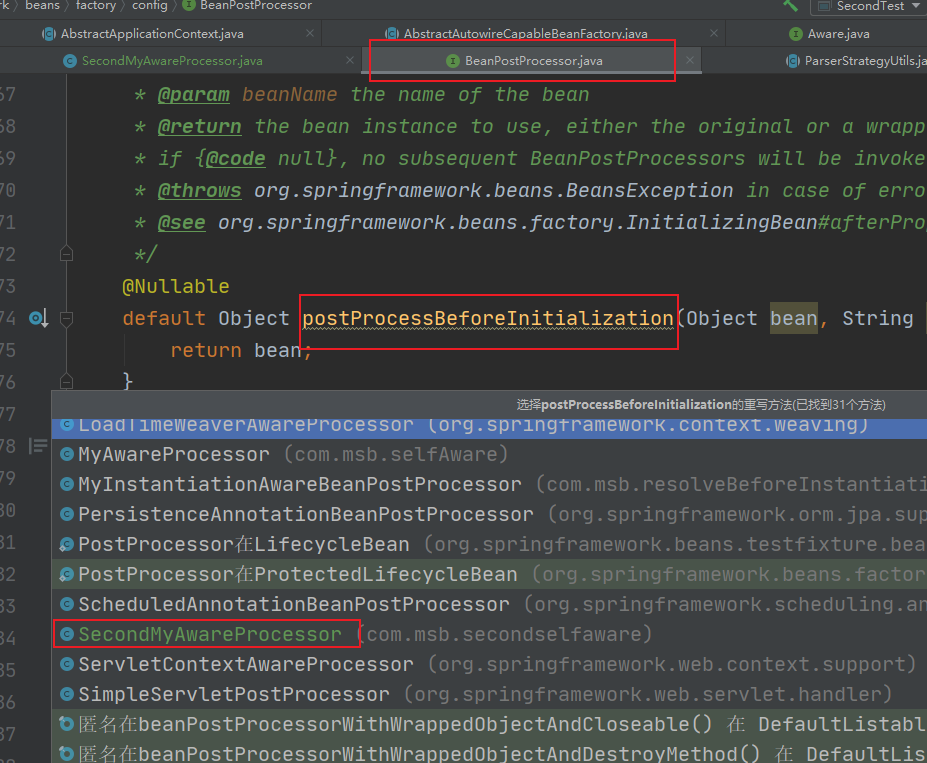 rk beans factory config BeanPostProcessor SecondTest
AbstractApplicationContext.java AbstractAutowireCapableBeanFactory.java Aware.java
SecondMyAwareProcessor.java BeanPostProcessor.java ParserStrategyUtils.ja
67 * @param beanName the name of the bean
68 * @return the bean instance to use, either the original or a wrapp
69 * if {@code null}, no subsequent BeanPostProcessors will be invoke
70 * @throws org.springframework.beans.BeansException in case of erro
71 * @see org.springframework.beans.factory.InitializingBean#afterPro
72 */
73 @Nullable
74 default Object postProcessBeforeInitialization(Object bean, String
75 return bean;
76 }
77 选择postProcessBeforeInitialization的重写方法(已找到31个方法)
LoadTimeWeaverAwareProcessor (org.springframework.context.weaving)
78 MyAwareProcessor (com.msb.selfAware)
79 MyInstantiationAwareBeanPostProcessor (com.msb.resolveBeforeInstantiati
80 PersistenceAnnotationBeanPostProcessor (org.springframework.orm.jpa.sup
81 PostProcessor在LifecycleBean (org.springframework.beans.testfixture.bea
82 PostProcessor在ProtectedLifecycleBean (org.springframework.beans.factor
83 ScheduledAnnotationBeanPostProcessor (org.springframework.scheduling.an
84 SecondMyAwareProcessor (com.msb.secondselfaware)
85 ServletContextAwareProcessor (org.springframework.web.context.support)
86 SimpleServletPostProcessor (org.springframework.web.servlet.handler)
87 匿名在beanPostProcessorWithWrappedObjectAndCloseable() 在 DefaultListabl
匿名在beanPostProcessorWithWrappedObjectAndDestroyMethod() 在 DefaultLis